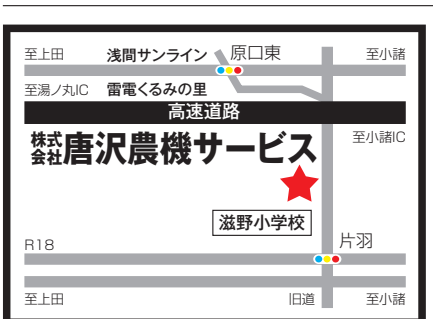 至上田 浅間サンライン 原口東 至小諸
至湯ノ丸IC 雷電くるみの里
高速道路
株式会社唐沢農機サービス 至小諸IC
滋野小学校
R18 片羽
至上田 旧道 至小諸